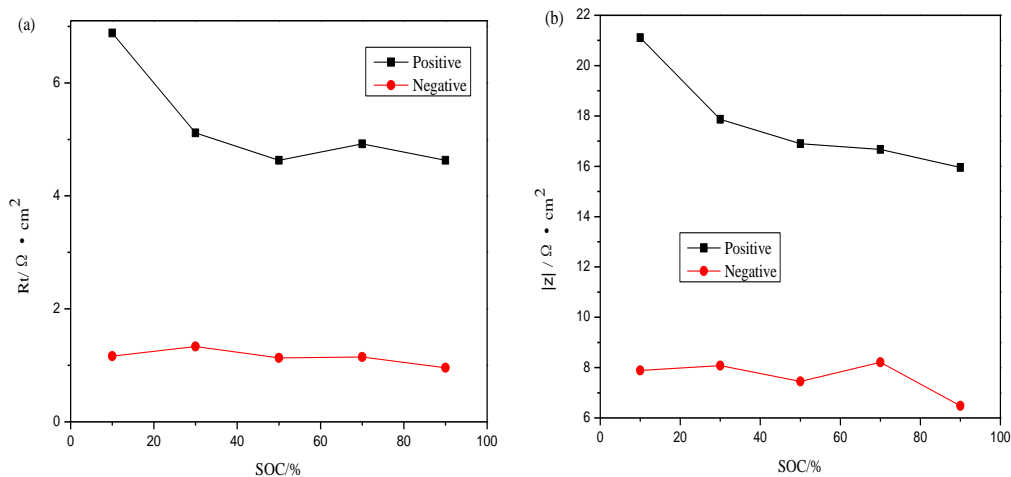 (a)
Positive
Negative
6
4
2
0
Rt/ Ω • cm²
0 20 40 60 80 100
SOC/%
(b)
Positive
Negative
22
20
18
16
14
12
10
8
6
|z| / Ω • cm²
0 20 40 60 80 100
SOC/%